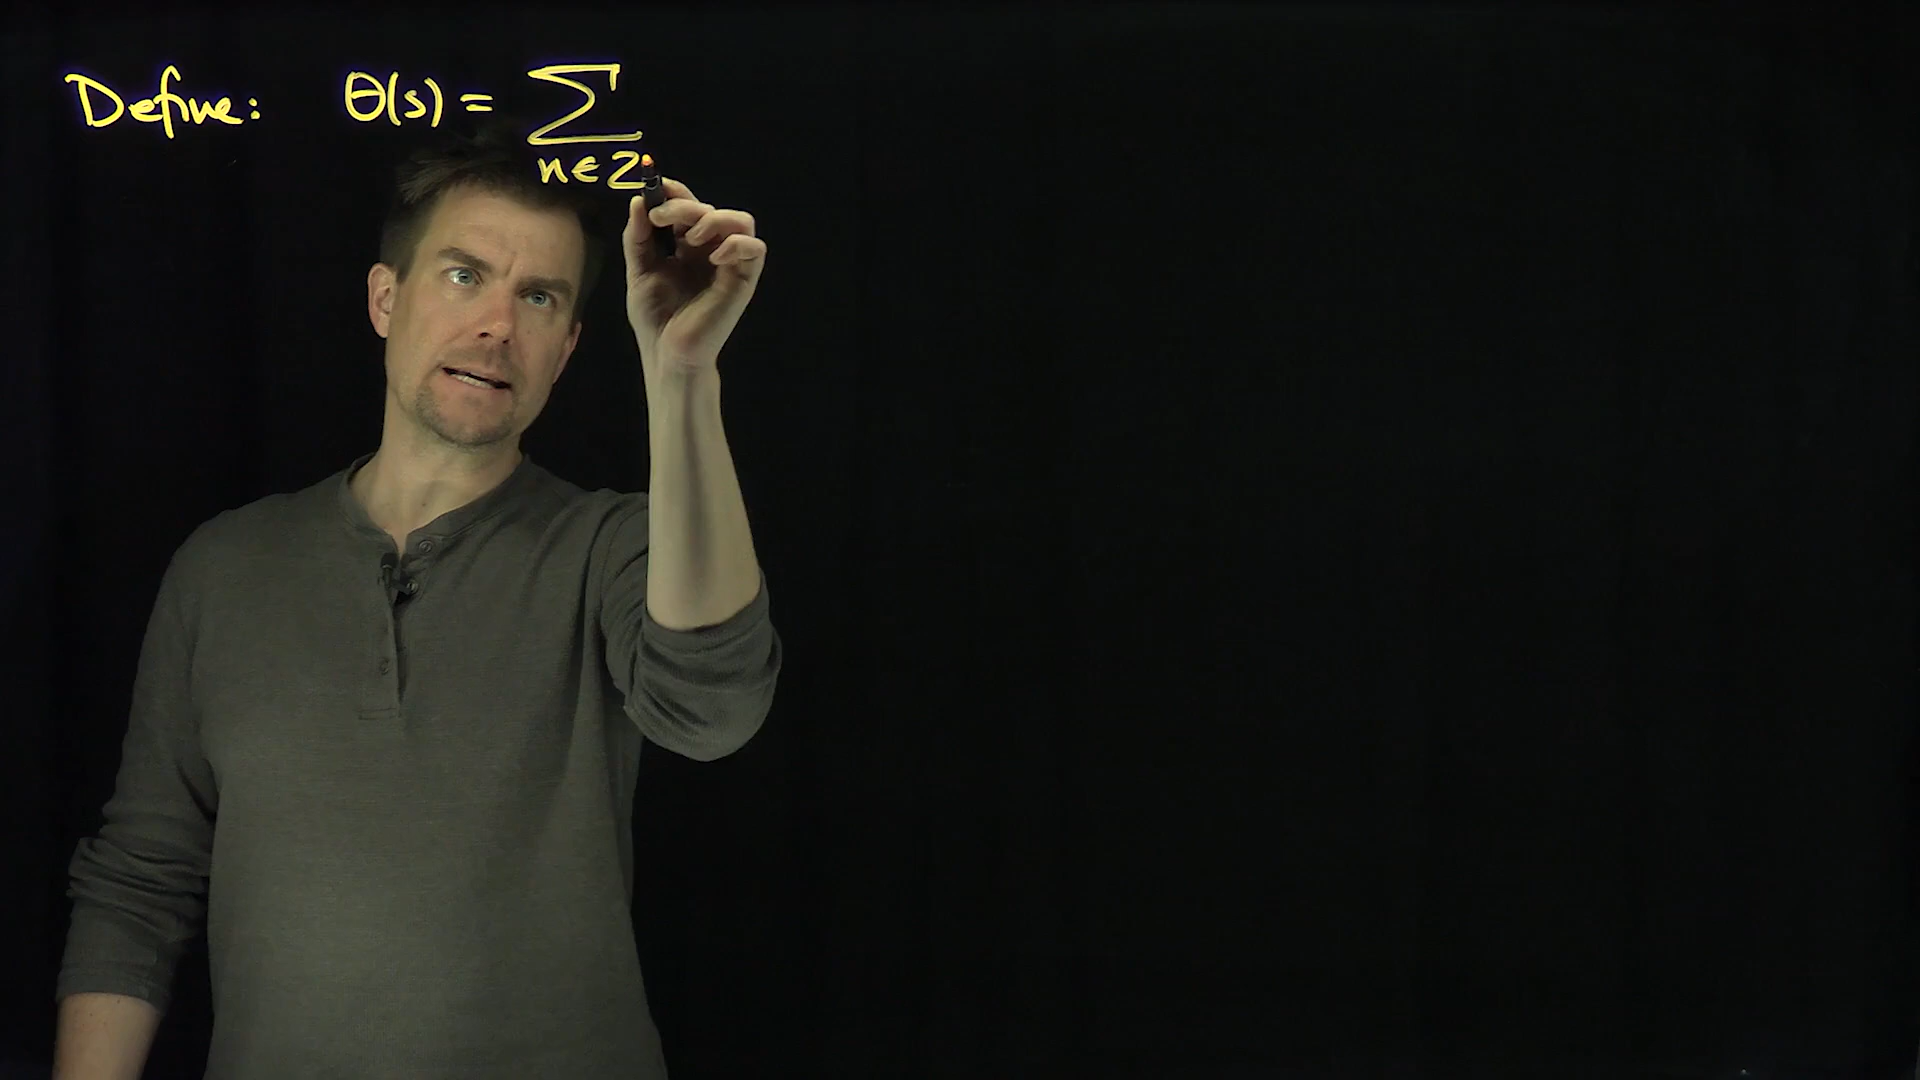 Define: θ(s) = ∑
n ∈ Z